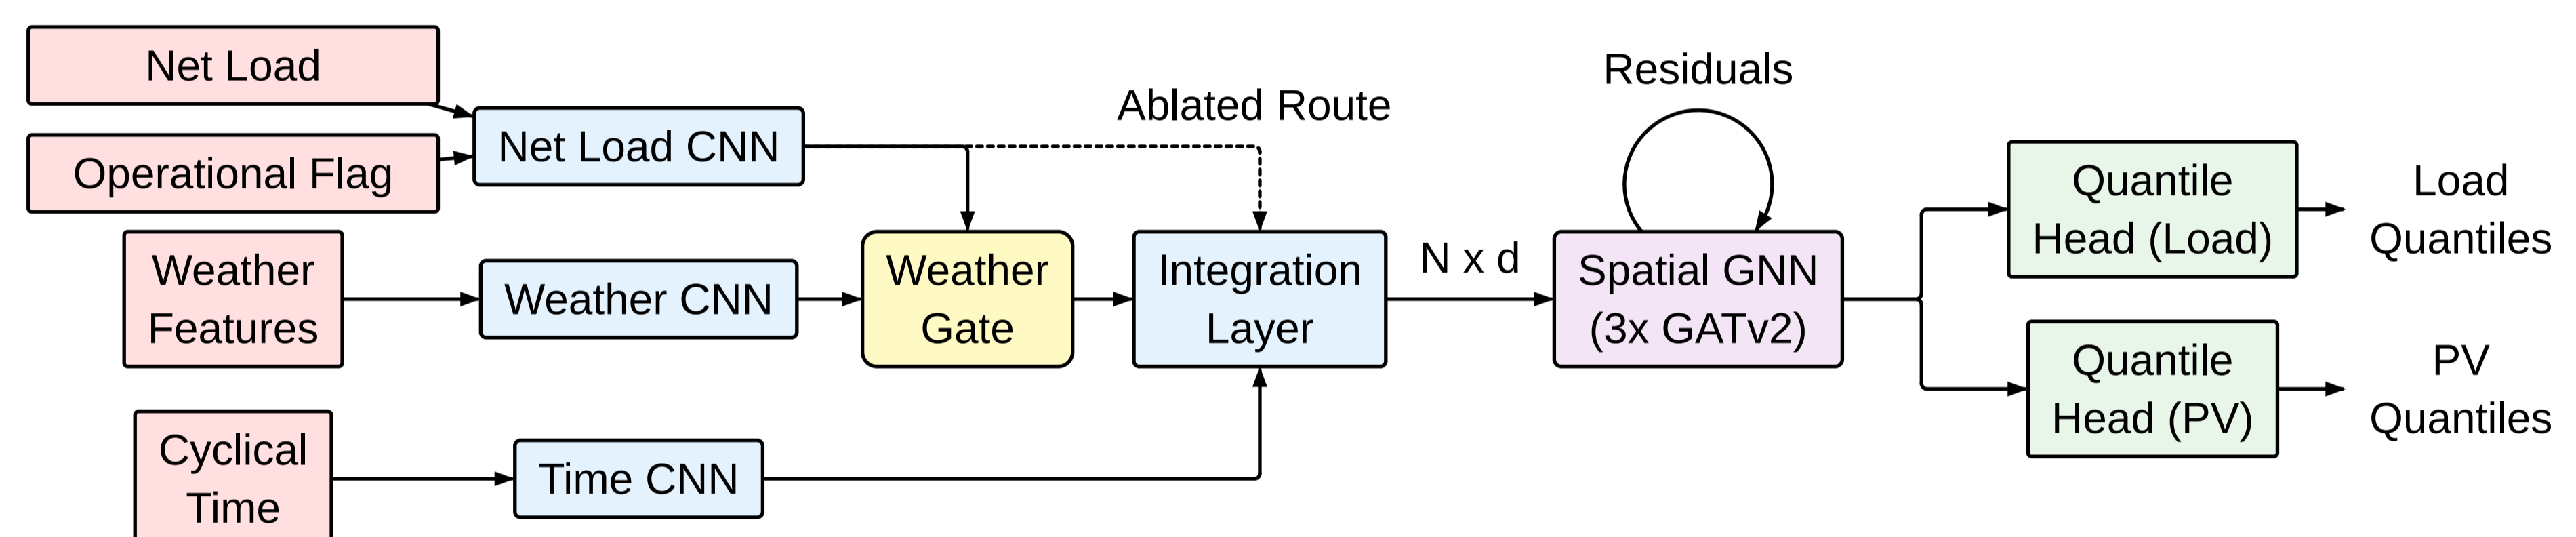 Net Load
Operational Flag
Weather
Features
Cyclical
Time
Net Load CNN
Weather CNN
Time CNN
Weather
Gate
Ablated Route
Integration
Layer
N x d
Residuals
Spatial GNN
(3x GATv2)
Quantile
Head (Load)
Quantile
Head (PV)
Load
Quantiles
PV
Quantiles